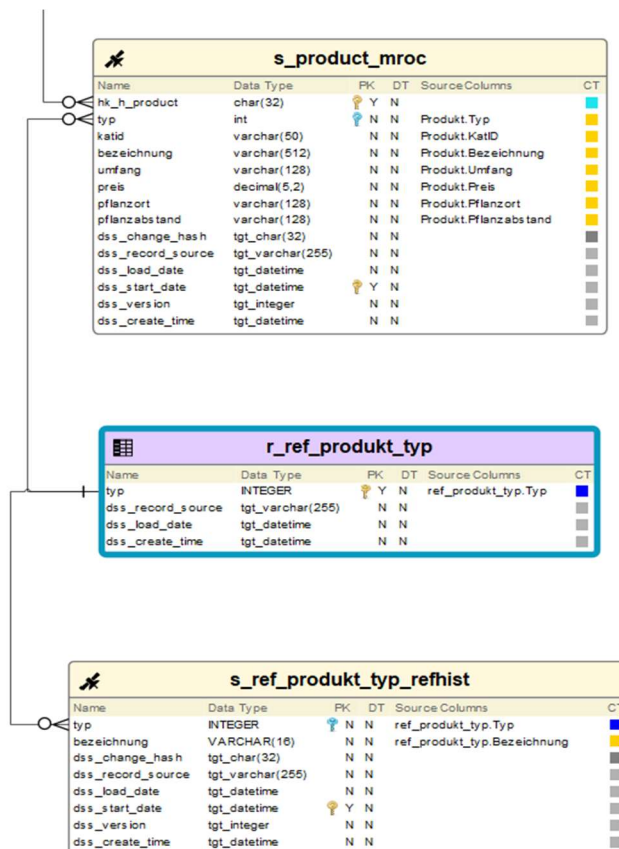 s_product_mroc
Name Data Type PK DT SourceColumns CT
hk_h_product char(32) Y N
typ int N N Produkt.Typ
katid varchar(50) N N Produkt.KatID
bezeichnung varchar(512) N N Produkt.Bezeichnung
umfang varchar(128) N N Produkt.Umfang
preis decimal(5,2) N N Produkt.Preis
pflanzort varchar(128) N N Produkt.Pflanzort
pflanzabstand varchar(128) N N Produkt.Pflanzabstand
dss_change_hash tgt_char(32) N N
dss_record_source tgt_varchar(255) N N
dss_load_date tgt_datetime N N
dss_start_date tgt_datetime Y N
dss_version tgt_integer N N
dss_create_time tgt_datetime N N
r_ref_produkt_typ
Name Data Type PK DT Source Columns CT
typ INTEGER Y N ref_produkt_typ.Typ
dss_record_source tgt_varchar(255) N N
dss_load_date tgt_datetime N N
dss_create_time tgt_datetime N N
s_ref_produkt_typ_refhist
Name Data Type PK DT Source Columns CT
typ INTEGER N N ref_produkt_typ.Typ
bezeichnung VARCHAR(16) N N ref_produkt_typ.Bezeichnung
dss_change_hash tgt_char(32) N N
dss_record_source tgt_varchar(255) N N
dss_load_date tgt_datetime N N
dss_start_date tgt_datetime Y N
dss_version tgt_integer N N
dss_create_time tgt_datetime N N